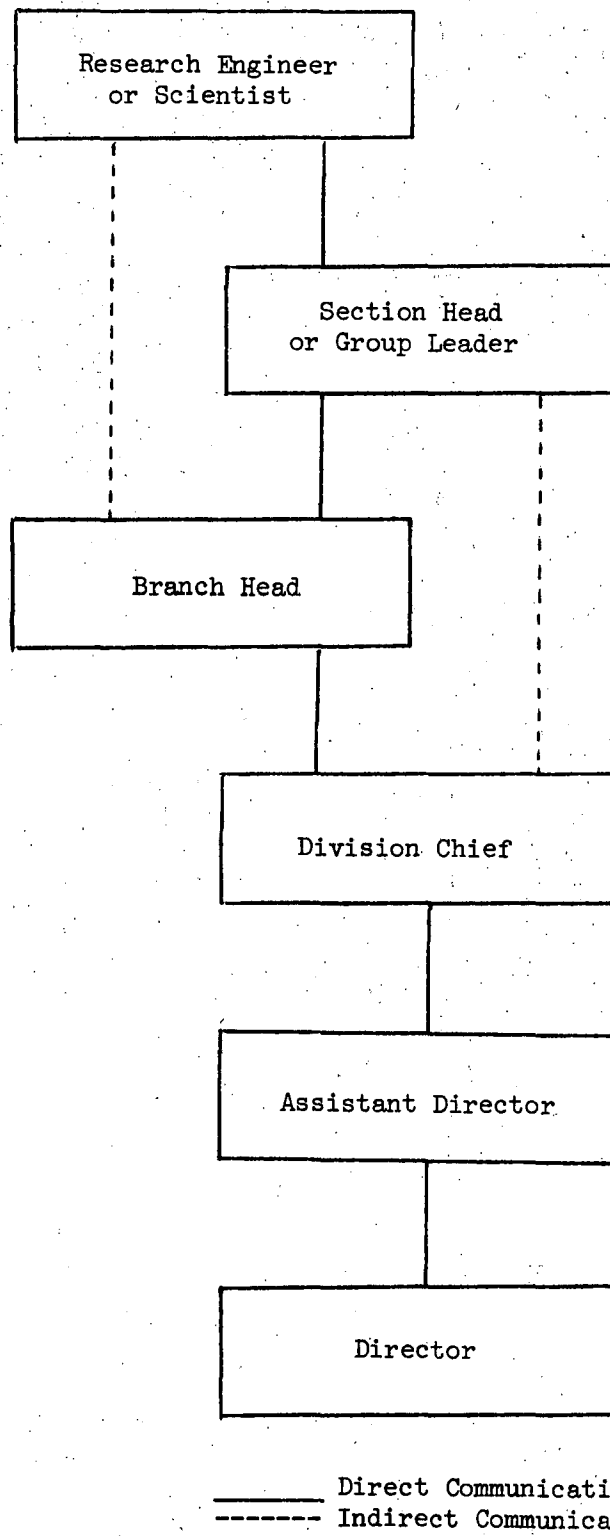 Research Engineer
or Scientist
Section Head
or Group Leader
Branch Head
Division Chief
Assistant Director
Director
Direct Communicati
Indirect Communica